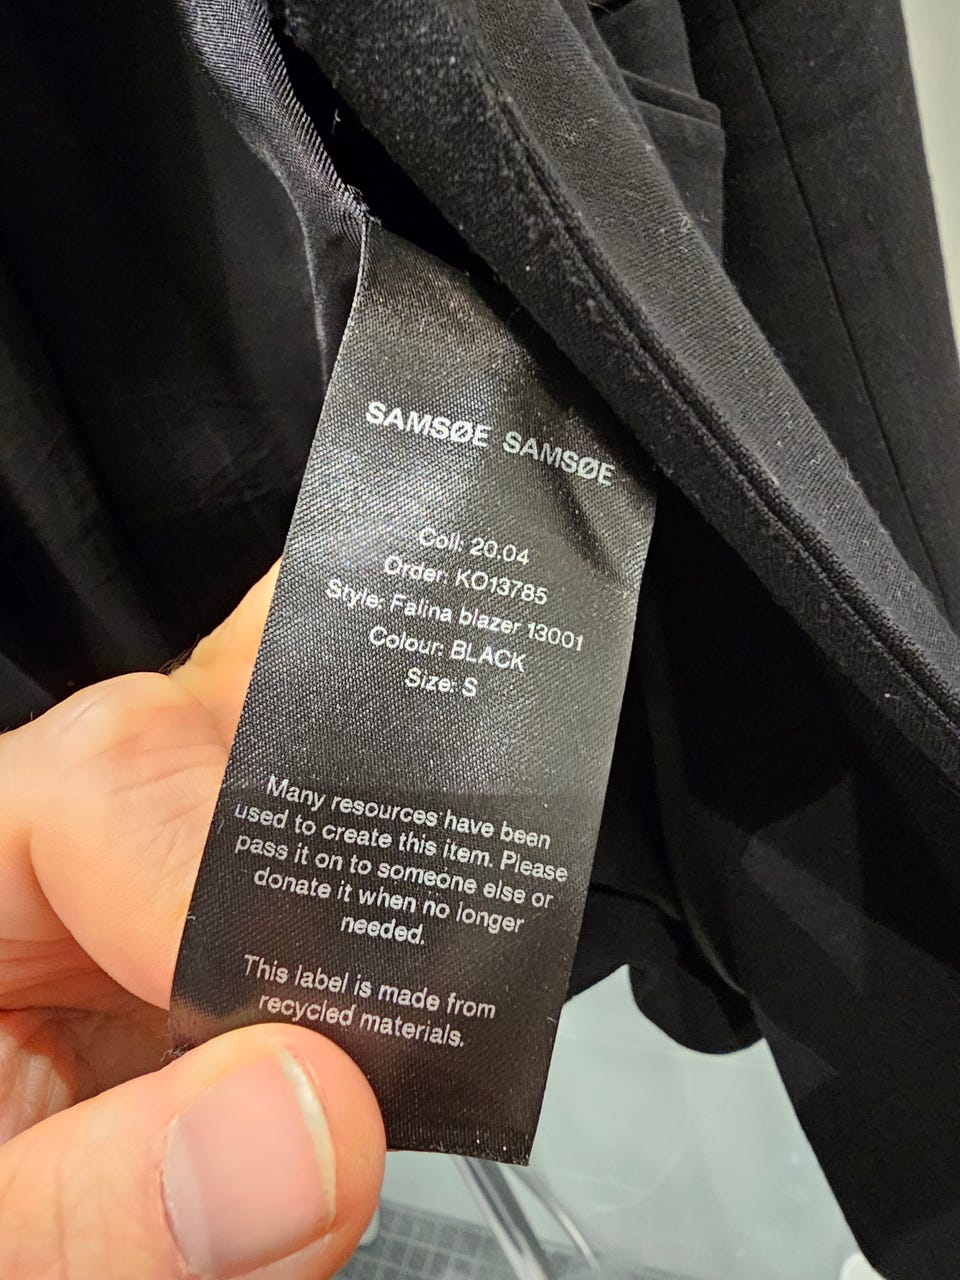 SAMSØE SAMSØE
Coll: 20.04
Order: KO13785
Style: Falina blazer 13001
Colour: BLACK
Size: S
Many resources have been
used to create this item. Please
pass it on to someone else or
donate it when no longer
needed.
This label is made from
recycled materials.